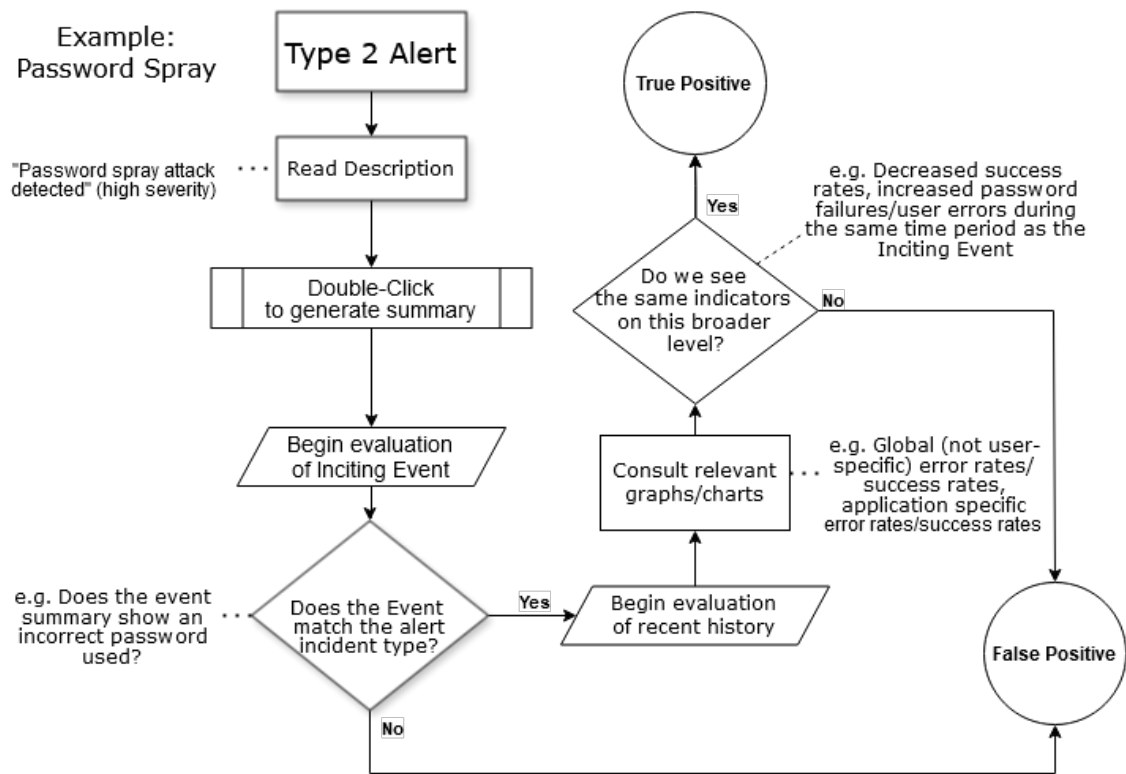 Example:
Password Spray
Type 2 Alert
Read Description
"Password spray attack
detected" (high severity)
Double-Click
to generate summary
Begin evaluation
of Inciting Event
Does the Event
match the alert
incident type?
e.g. Does the event
summary show an
incorrect password
used?
Yes
No
Begin evaluation
of recent history
Consult relevant
graphs/charts
e.g. Global (not user-
specific) error rates/
success rates,
application specific
error rates/success rates
Do we see
the same indicators
on this broader
level?
e.g. Decreased success
rates, increased password
failures/user errors during
the same time period as the
Inciting Event
Yes
No
True Positive
False Positive